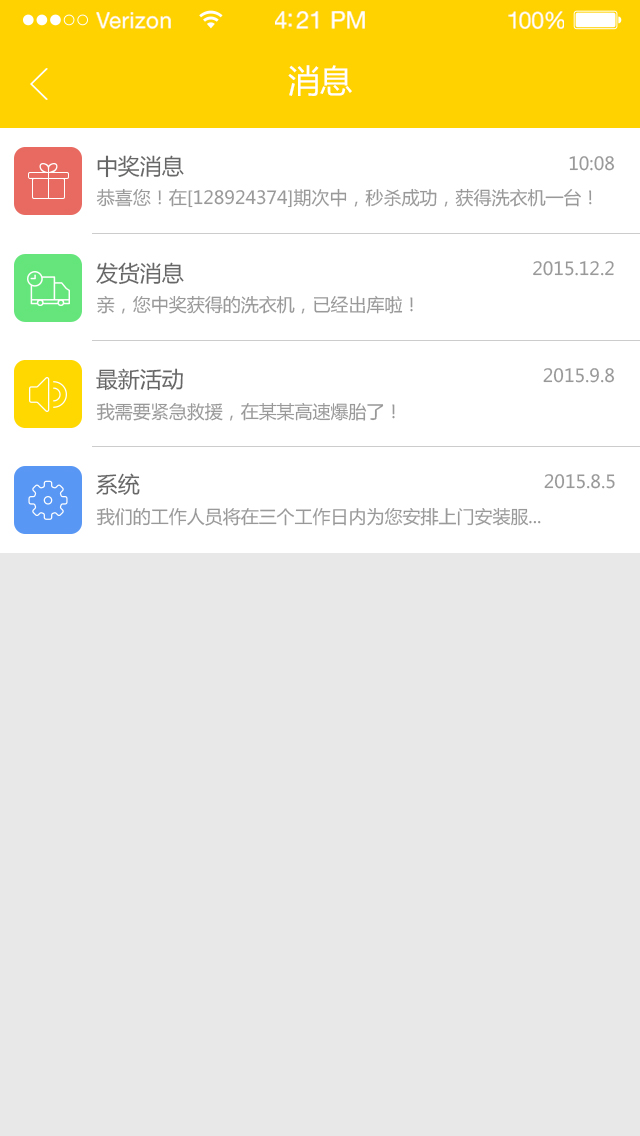 Verizon 4:21 PM 100%
消息
中奖消息 10:08
恭喜您！在[128924374]期次中，秒杀成功，获得洗衣机一台！
发货消息 2015.12.2
亲，您中奖获得的洗衣机，已经出库啦！
最新活动 2015.9.8
我需要紧急救援，在某某高速爆胎了！
系统 2015.8.5
我们的工作人员将在三个工作日内为您安排上门安装服...